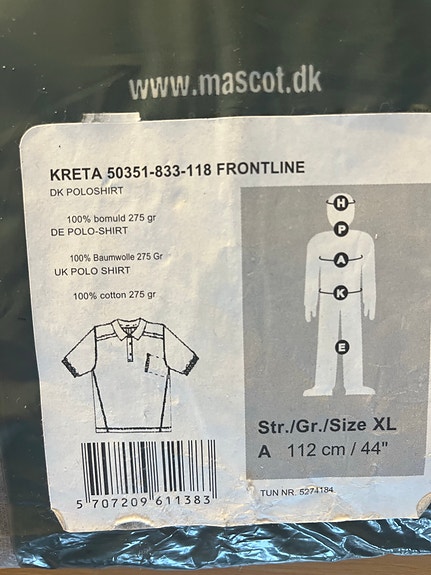 www.mascot.dk
KRETA 50351-833-118 FRONTLINE
DK POLOSHIRT
100% bomuld 275 gr
DE POLO-SHIRT
100% Baumwolle 275 Gr
UK POLO SHIRT
100% cotton 275 gr
H
P
A
K
E
Str./Gr./Size XL
A 112 cm / 44"
5 707209 611383
TUN NR. 5274184